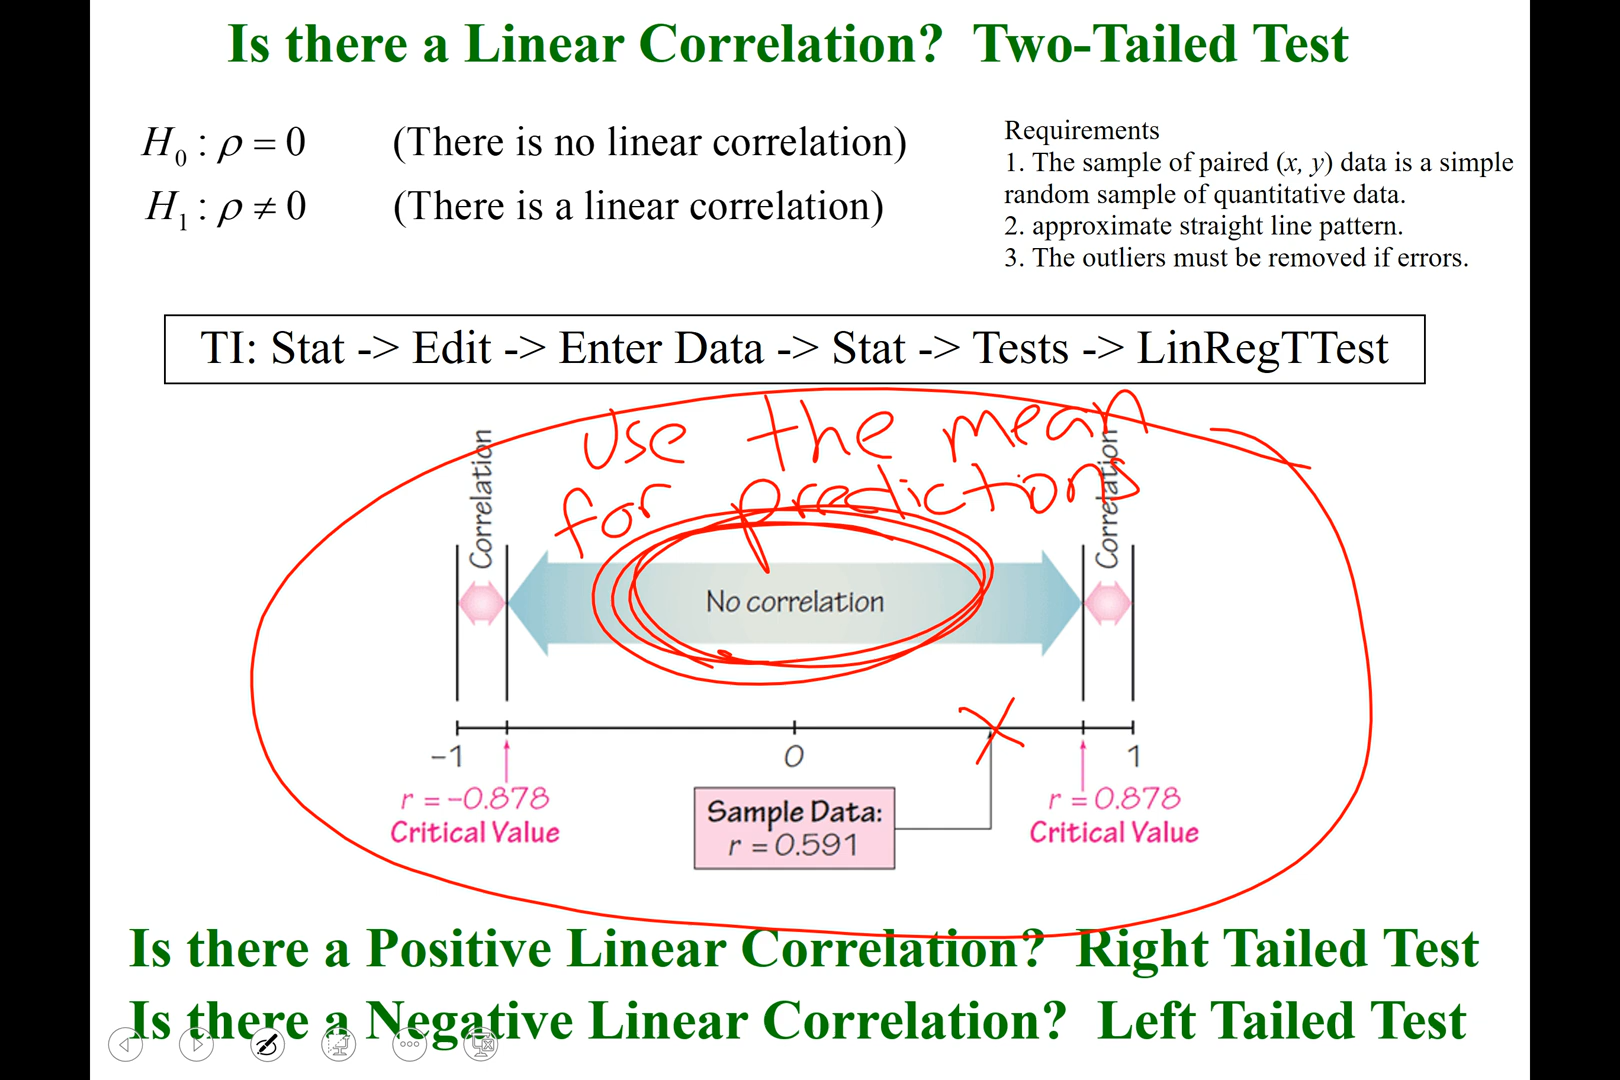 Is there a Linear Correlation?  Two-Tailed Test
H₀ : ρ = 0 (There is no linear correlation)
H₁ : ρ ≠ 0 (There is a linear correlation)
Requirements
1. The sample of paired (x, y) data is a simple
random sample of quantitative data.
2. approximate straight line pattern.
3. The outliers must be removed if errors.
TI: Stat -> Edit -> Enter Data -> Stat -> Tests -> LinRegTTest
use the mean
for predictions
Correlation
Correlation
No correlation
−1
0
1
r = −0.878
Critical Value
Sample Data:
r = 0.591
r = 0.878
Critical Value
Is there a Positive Linear Correlation?  Right Tailed Test
Is there a Negative Linear Correlation?  Left Tailed Test